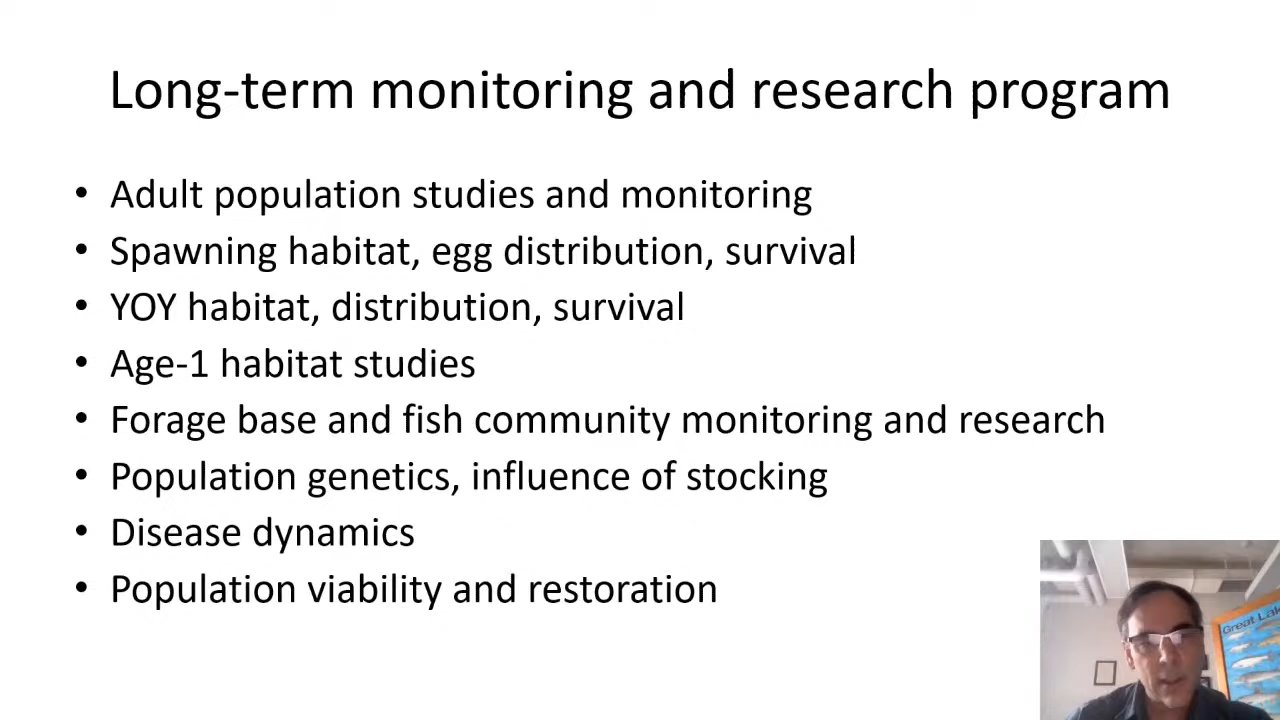 Long-term monitoring and research program
• Adult population studies and monitoring
• Spawning habitat, egg distribution, survival
• YOY habitat, distribution, survival
• Age-1 habitat studies
• Forage base and fish community monitoring and research
• Population genetics, influence of stocking
• Disease dynamics
• Population viability and restoration
Great